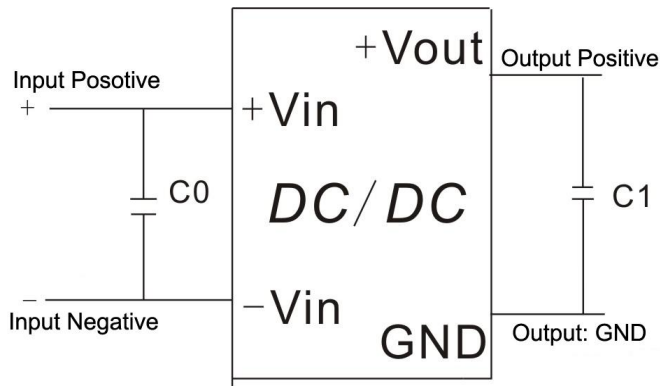 +Vout
Output Positive
Input Posotive
+
+Vin
C0
DC/DC
C1
−
−Vin
Input Negative
GND
Output: GND